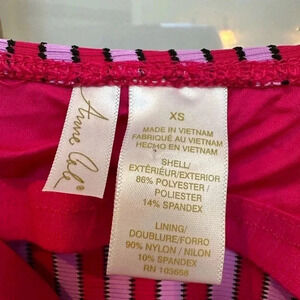 Anne Cole
XS
MADE IN VIETNAM
FABRIQUÉ AU VIETNAM
HECHO EN VIETNAM
SHELL/
EXTÉRIEUR/EXTERIOR
86% POLYESTER /
POLIESTER
14% SPANDEX
LINING/
DOUBLURE/FORRO
90% NYLON / NILON
10% SPANDEX
RN 103658